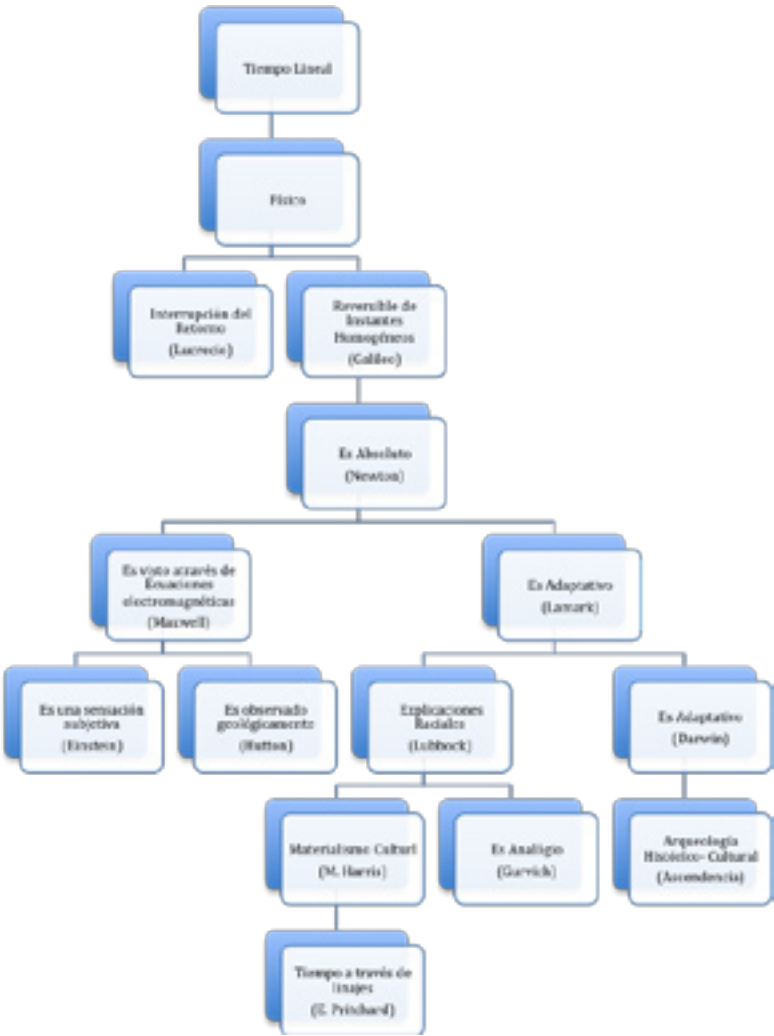 Tiempo Lineal
Físico
Interrupción del
Retorno
(Lucrecio)
Reversible de
Instantes
Homogéneos
(Galileo)
Es Absoluto
(Newton)
Es visto através de
Ecuaciones
electromagnéticas
(Maxwell)
Es Adaptativo
(Lamark)
Es una sensación
subjetiva
(Einstein)
Es observado
geológicamente
(Hutton)
Explicaciones
Raciales
(Lubbock)
Es Adaptativo
(Darwin)
Materialismo Culturl
(M. Harris)
Es Analígio
(Gurvich)
Arqueología
Histórico- Cultural
(Ascendencia)
Tiempo a través de
linajes
(E. Pritchard)